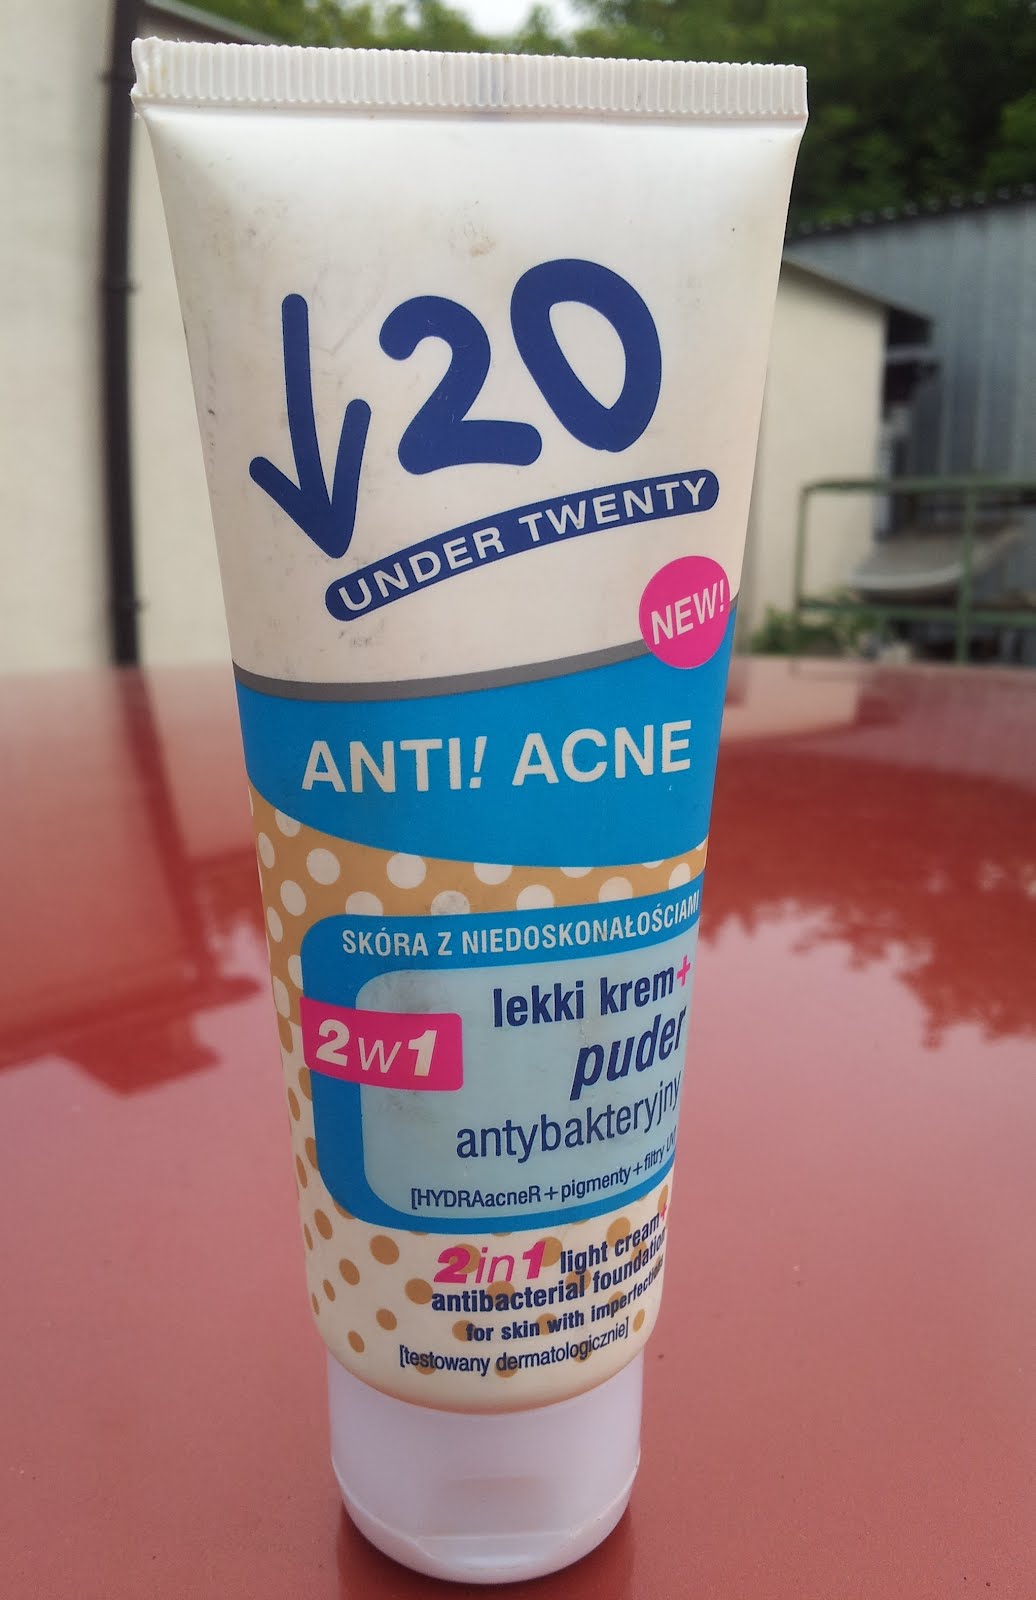 20
UNDER TWENTY
NEW!
ANTI! ACNE
SKÓRA Z NIEDOSKONAŁOŚCIAMI
2w1
lekki krem+
puder
antybakteryjny
[HYDRAacneR+pigmenty+filtry
2in1 light cream+
antibacterial foundation
for skin with imperfections
[testowany dermatologicznie]